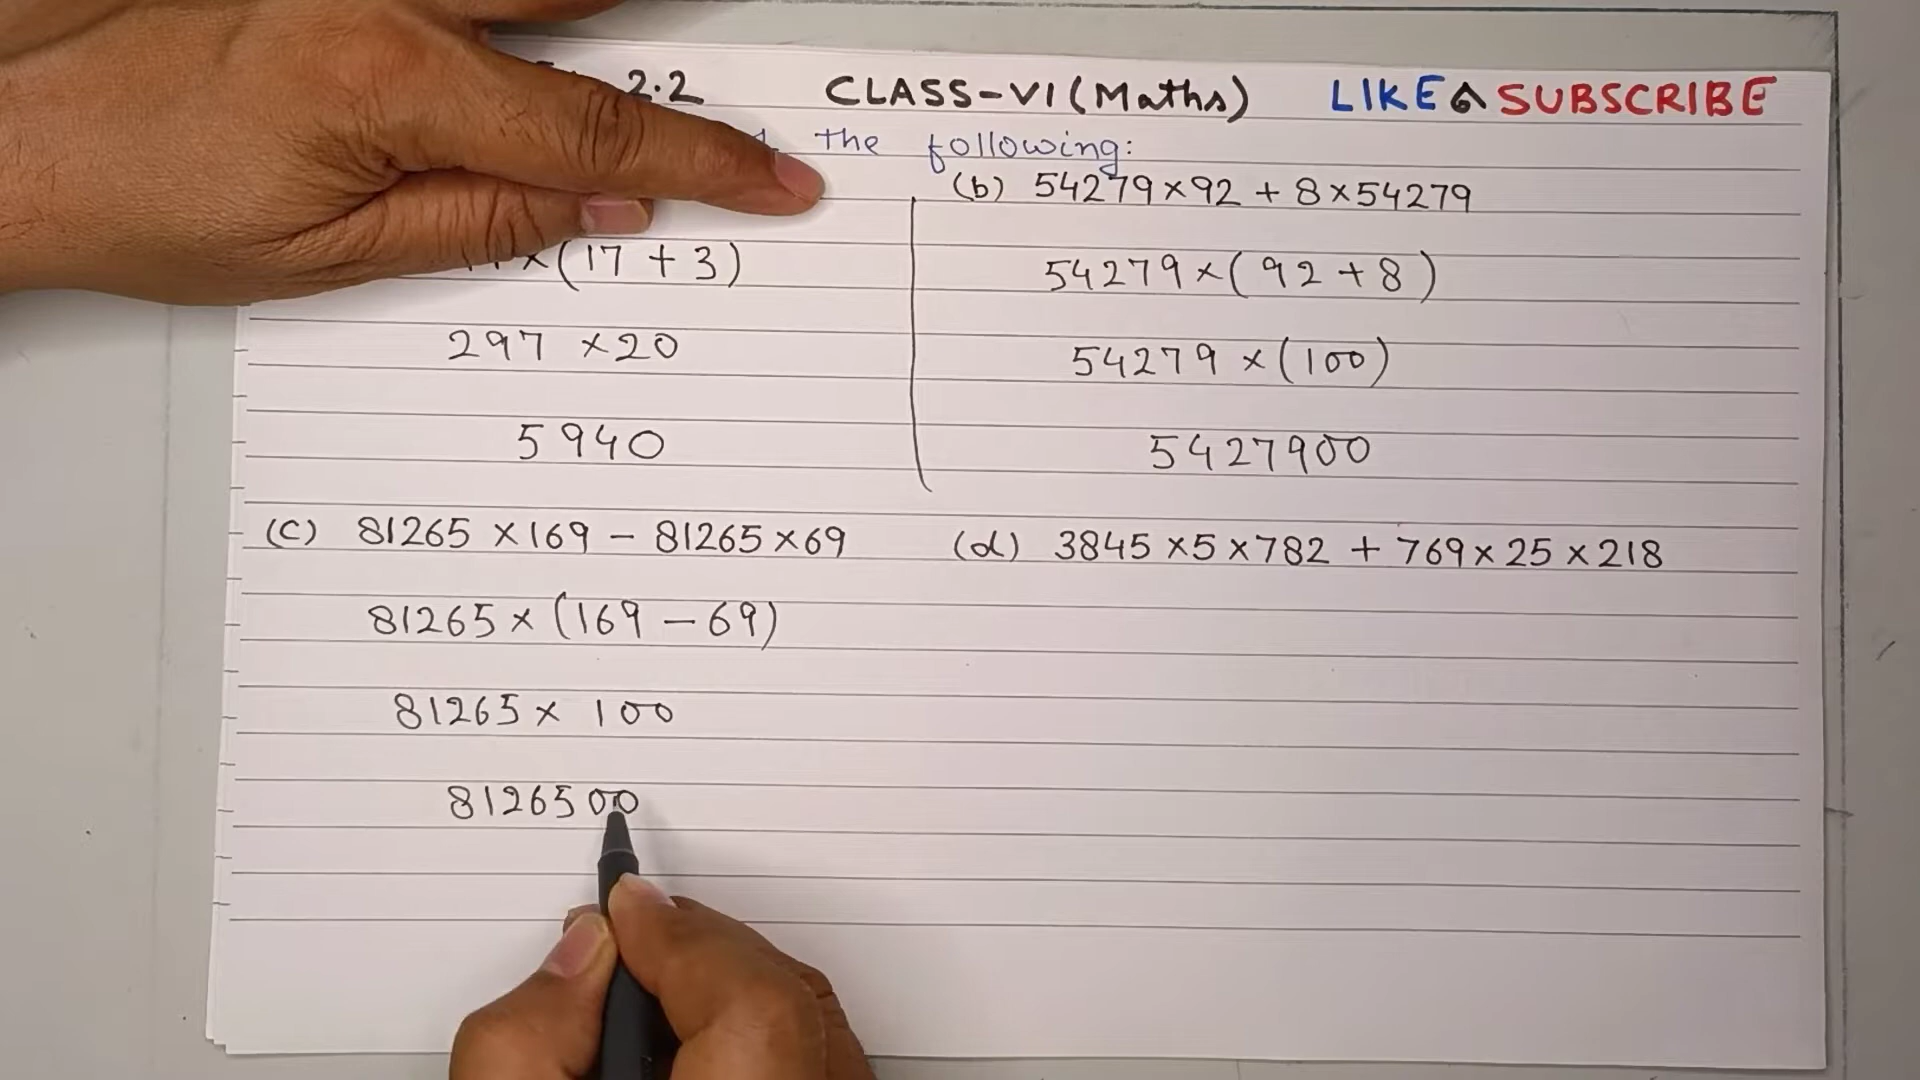 2.2 CLASS-VI (Maths) LIKE & SUBSCRIBE
the following:
(b) 54279×92 + 8×54279
×(17 + 3)
297 ×20
5940
54279×(92+8)
54279 ×(100)
5427900
(c) 81265 ×169 - 81265×69
81265×(169 - 69)
81265× 100
8126500
(d) 3845×5×782 + 769×25×218